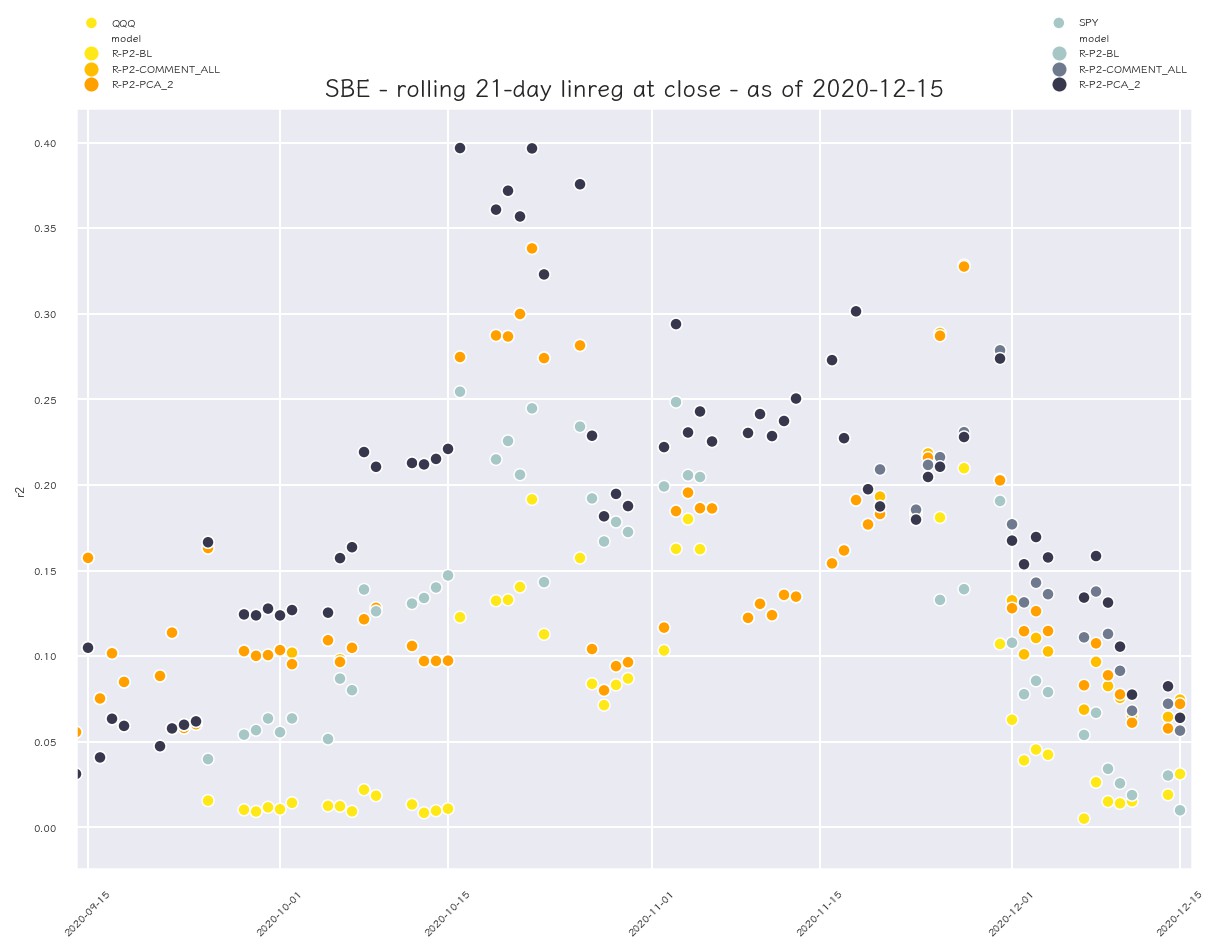 QQQ
model
R-P2-BL
R-P2-COMMENT_ALL
R-P2-PCA_2
SPY
model
R-P2-BL
R-P2-COMMENT_ALL
R-P2-PCA_2
SBE - rolling 21-day linreg at close - as of 2020-12-15
0.40
0.35
0.30
0.25
0.20
0.15
0.10
0.05
0.00
r2
2020-09-15
2020-10-01
2020-10-15
2020-11-01
2020-11-15
2020-12-01
2020-12-15